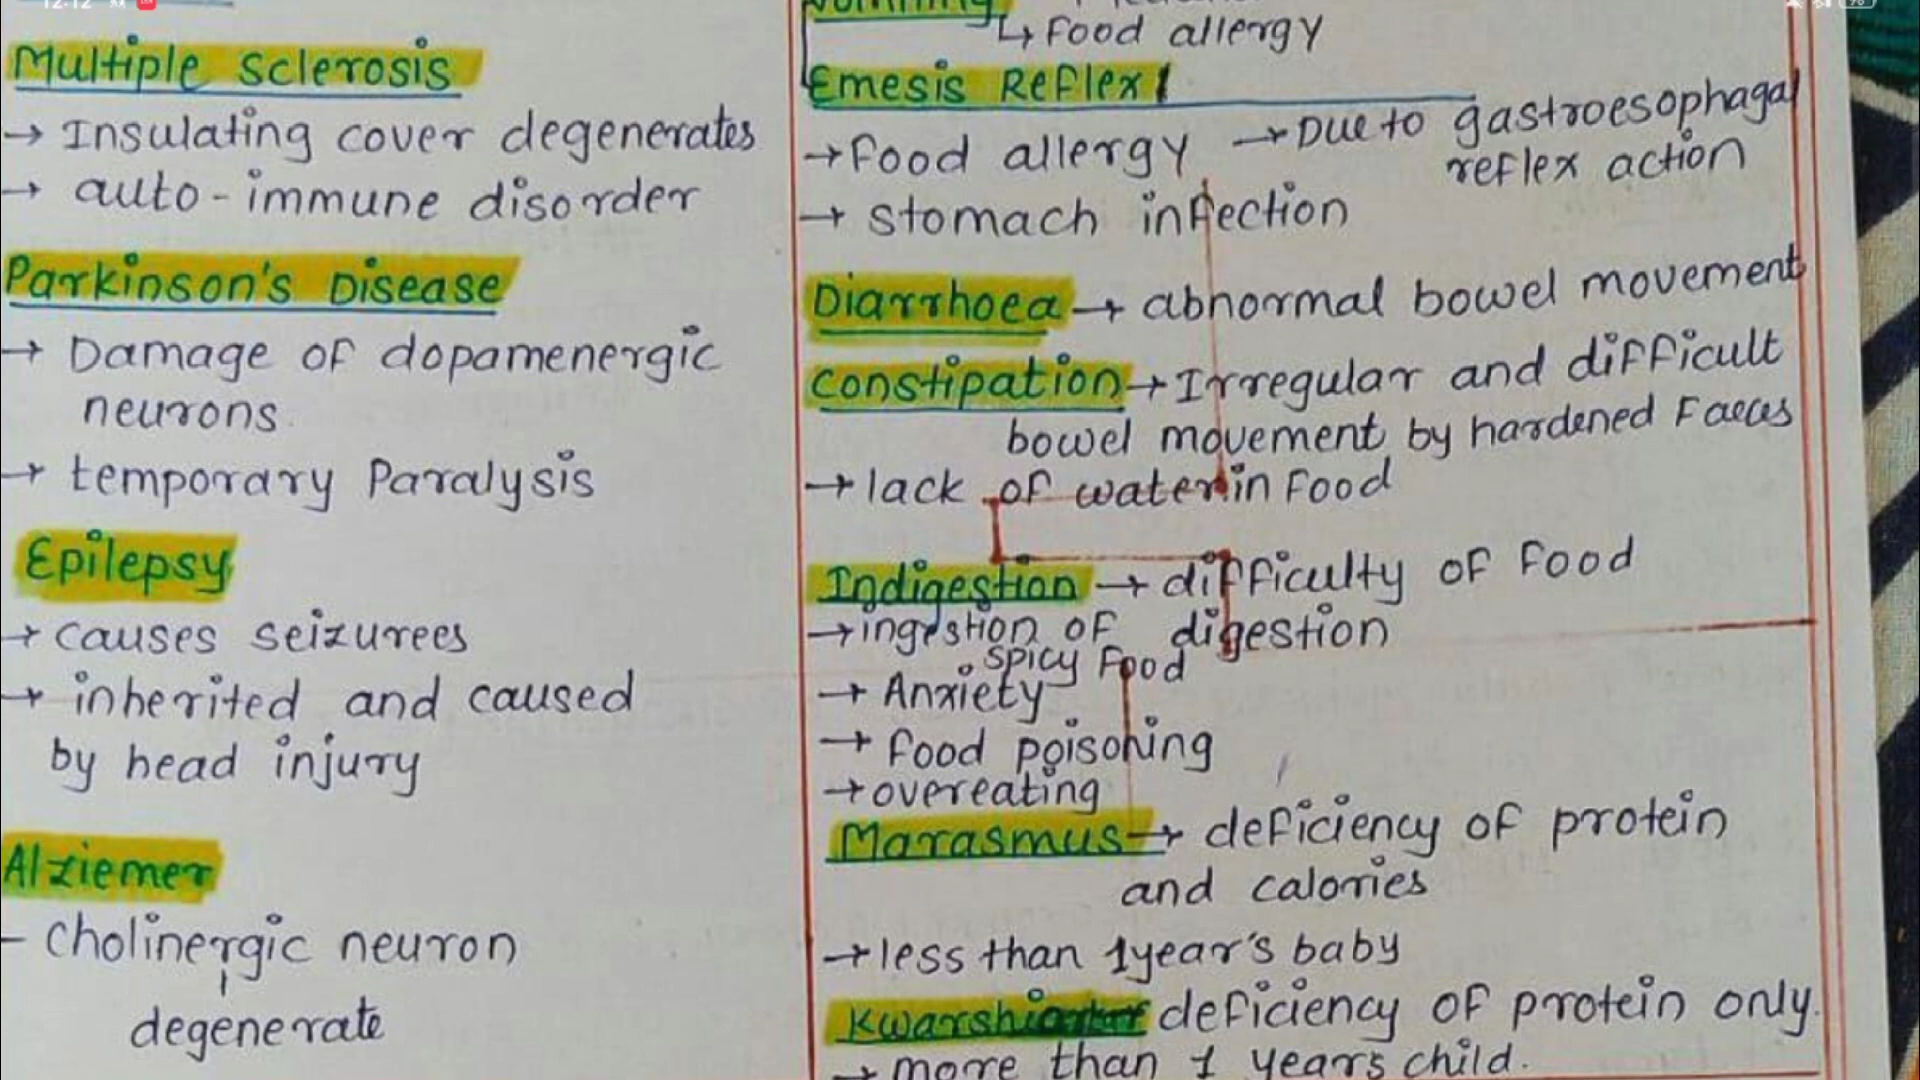 12:12
Multiple sclerosis
→ Insulating cover degenerates
→ auto-immune disorder
Parkinson's Disease
→ Damage of dopamenergic
neurons
→ temporary Paralysis
Epilepsy
→ causes seizurees
→ inherited and caused
by head injury
Alziemer
- Cholinergic neuron
degenerate
↳ Food allergy
Emesis Reflex
→ Food allergy → Due to gastroesophagal
reflex action
→ stomach infection
Diarrhoea → abnormal bowel movement
constipation → Irregular and difficult
bowel movement by hardened Faeces
→ lack of water in Food
Indigestion → difficulty of food
→ ingestion of digestion
spicy Food
→ Anxiety
→ Food poisoning
→ overeating
Marasmus → deficiency of protein
and calories
→ less than 1 year's baby
deficiency of protein only.
→ more than 1 years child.